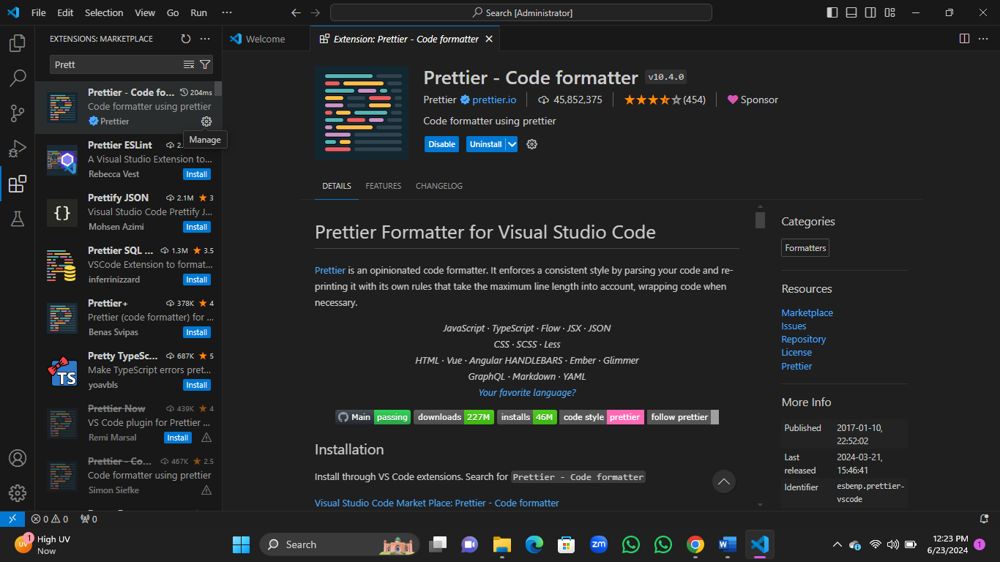 File Edit Selection View Go Run ···
Search [Administrator]
EXTENSIONS: MARKETPLACE
Welcome
Extension: Prettier - Code formatter
Prett
Prettier - Code fo... 204ms
Code formatter using prettier
Prettier
Manage
Prettier ESLint 2.
A Visual Studio Extension to...
Rebecca Vest Install
Prettify JSON 2.1M 3
{}
Visual Studio Code Prettify J...
Mohsen Azimi Install
Prettier SQL ... 1.3M 3.5
VSCode Extension to format...
inferrinizzard Install
Prettier+ 378K 4
Prettier (code formatter) for ...
Benas Svipas Install
Pretty TypeSc... 687K 5
TS
Make TypeScript errors pret...
yoavbls Install
Prettier Now 439K 4
VS Code plugin for Prettier ...
Remi Marsal Install
Prettier - Co... 467K 2.5
Code formatter using prettier
Simon Siefke
Prettier - Code formatter v10.4.0
Prettier prettier.io 45,852,375 (454) Sponsor
Code formatter using prettier
Disable Uninstall
DETAILS FEATURES CHANGELOG
Prettier Formatter for Visual Studio Code
Prettier is an opinionated code formatter. It enforces a consistent style by parsing your code and re-
printing it with its own rules that take the maximum line length into account, wrapping code when
necessary.
JavaScript · TypeScript · Flow · JSX · JSON
CSS · SCSS · Less
HTML · Vue · Angular HANDLEBARS · Ember · Glimmer
GraphQL · Markdown · YAML
Your favorite language?
Main passing downloads 227M installs 46M code style prettier follow prettier
Installation
Install through VS Code extensions. Search for Prettier - Code formatter
Visual Studio Code Market Place: Prettier - Code formatter
Categories
Formatters
Resources
Marketplace
Issues
Repository
License
Prettier
More Info
Published 2017-01-10,
22:52:02
Last 2024-03-21,
released 15:46:41
Identifier esbenp.prettier-
vscode
0 0 0
UV 1 High UV
Now
Search
zm
W
12:23 PM
6/23/2024
1